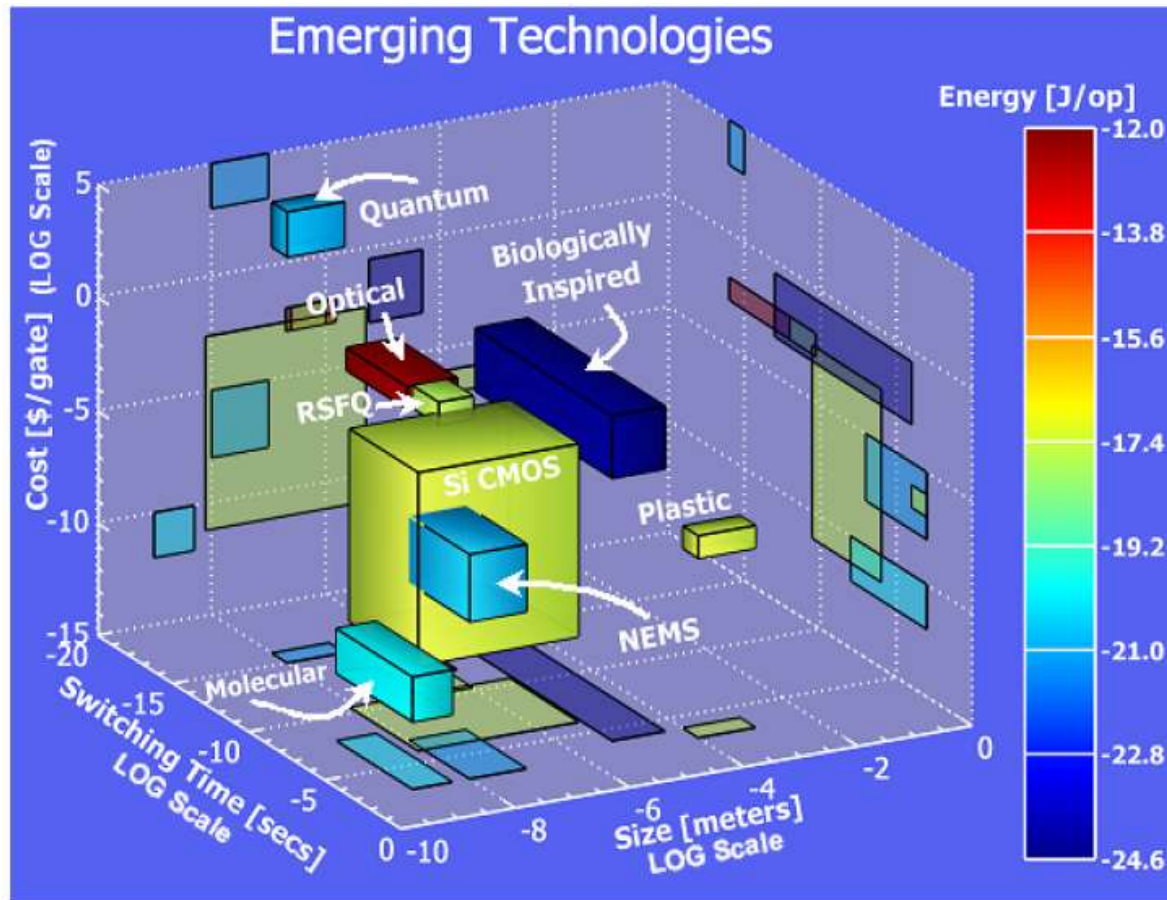 Emerging Technologies
Energy [J/op]
-12.0
-13.8
-15.6
-17.4
-19.2
-21.0
-22.8
-24.6
Cost [$/gate] (LOG Scale)
5
0
-5
-10
-15
Quantum
Biologically
Inspired
Optical
RSFQ
Si CMOS
Plastic
NEMS
Molecular
-20
-15
-10
-5
0
Switching Time [secs]
LOG Scale
-10
-8
-6
-4
-2
0
Size [meters]
LOG Scale